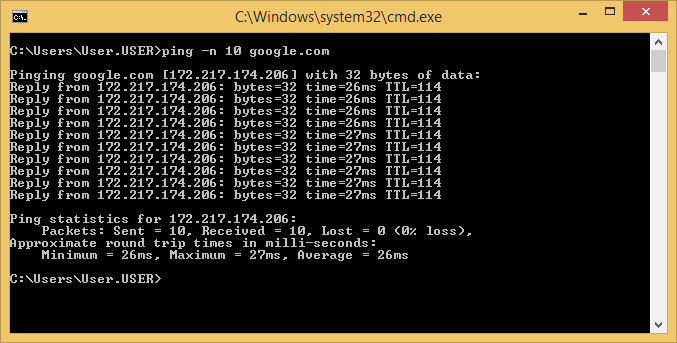 C:\Windows\system32\cmd.exe
C:\Users\User.USER>ping -n 10 google.com
Pinging google.com [172.217.174.206] with 32 bytes of data:
Reply from 172.217.174.206: bytes=32 time=26ms TTL=114
Reply from 172.217.174.206: bytes=32 time=26ms TTL=114
Reply from 172.217.174.206: bytes=32 time=26ms TTL=114
Reply from 172.217.174.206: bytes=32 time=26ms TTL=114
Reply from 172.217.174.206: bytes=32 time=27ms TTL=114
Reply from 172.217.174.206: bytes=32 time=27ms TTL=114
Reply from 172.217.174.206: bytes=32 time=27ms TTL=114
Reply from 172.217.174.206: bytes=32 time=27ms TTL=114
Reply from 172.217.174.206: bytes=32 time=27ms TTL=114
Reply from 172.217.174.206: bytes=32 time=27ms TTL=114
Ping statistics for 172.217.174.206:
    Packets: Sent = 10, Received = 10, Lost = 0 (0% loss),
Approximate round trip times in milli-seconds:
    Minimum = 26ms, Maximum = 27ms, Average = 26ms
C:\Users\User.USER>